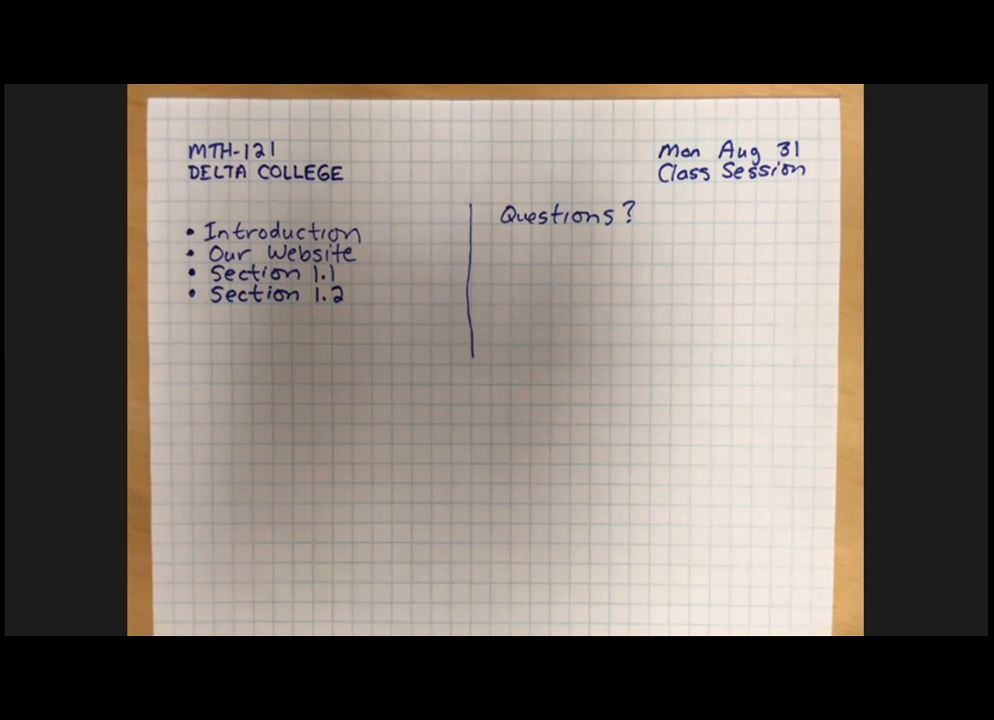 MTH-121
DELTA COLLEGE
Mon Aug 31
Class Session
• Introduction
• Our Website
• Section 1.1
• Section 1.2
Questions?